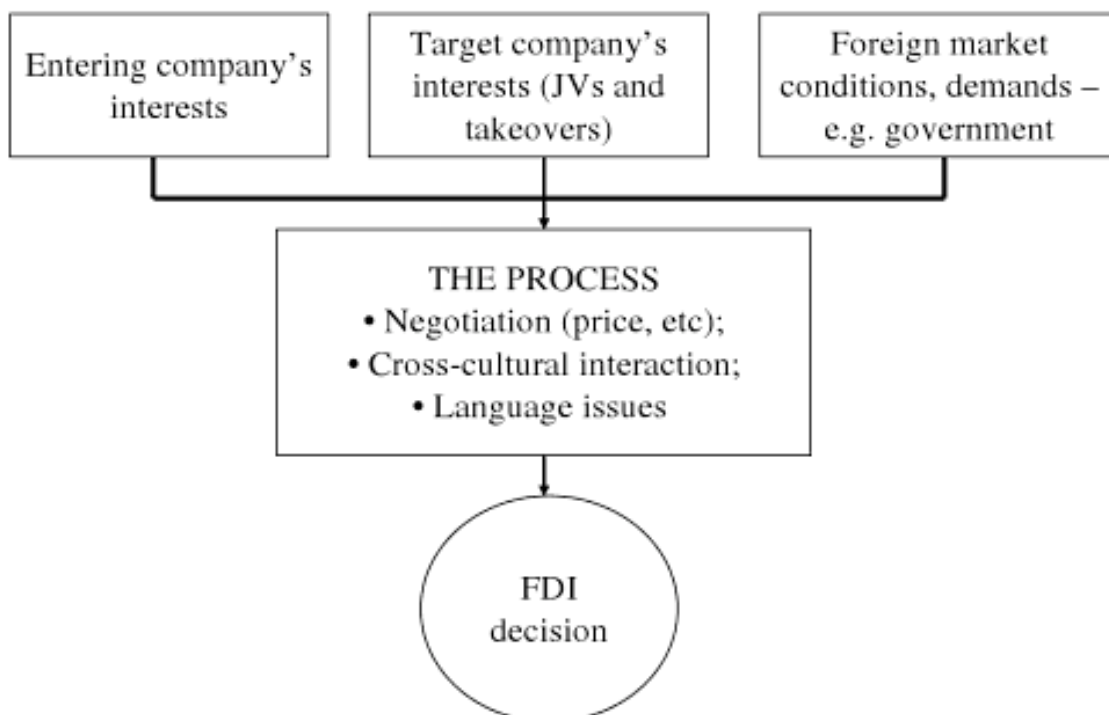 Entering company’s
interests
Target company’s
interests (JVs and
takeovers)
Foreign market
conditions, demands –
e.g. government
THE PROCESS
• Negotiation (price, etc);
• Cross-cultural interaction;
• Language issues
FDI
decision